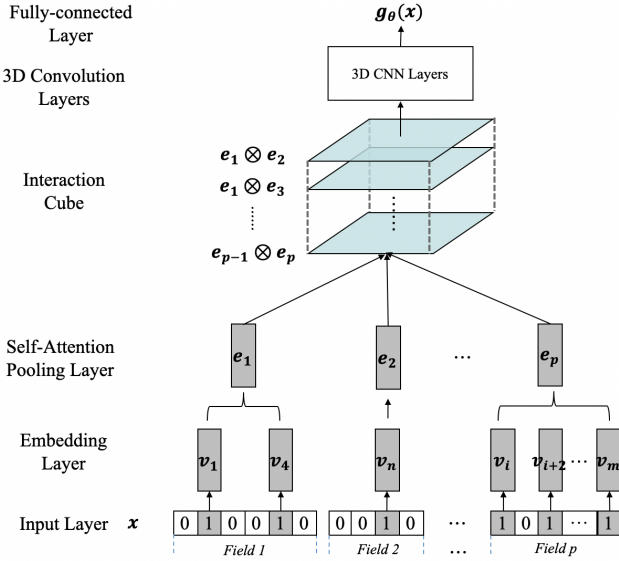 Fully-connected
Layer
g_θ(x)
3D Convolution
Layers
3D CNN Layers
Interaction
Cube
e_1 ⊗ e_2
e_1 ⊗ e_3
e_{p-1} ⊗ e_p
Self-Attention
Pooling Layer
e_1 e_2 ... e_p
Embedding
Layer
v_1 v_4 v_n v_i v_{i+2} ... v_m
Input Layer x 0 1 0 0 1 0 0 0 1 0 ... 1 0 1 ... 1
Field 1 Field 2 ... Field p